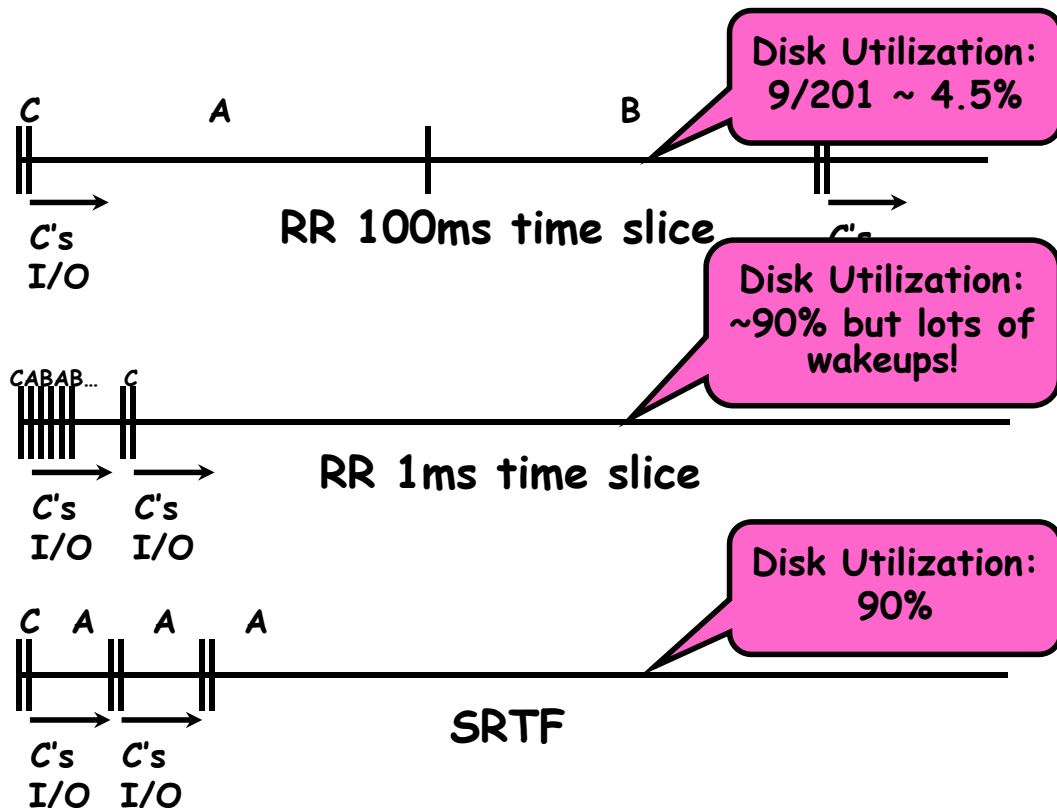 Disk Utilization:
9/201 ~ 4.5%
C A B
C's
I/O
RR 100ms time slice
C's
Disk Utilization:
~90% but lots of
wakeups!
CABAB... C
C's
I/O
C's
I/O
RR 1ms time slice
Disk Utilization:
90%
C A A A
C's
I/O
C's
I/O
SRTF